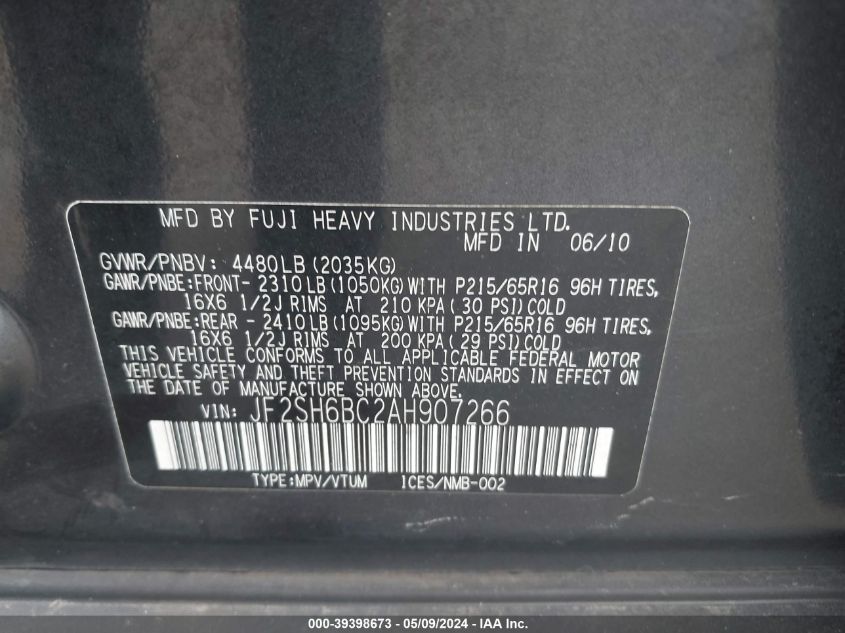 MFD BY FUJI HEAVY INDUSTRIES LTD.
MFD IN 06/10
GVWR/PNBV: 4480LB(2035KG)
GAWR/PNBE:FRONT- 2310LB(1050KG)WITH P215/65R16 96H TIRES,
16X6 1/2J RIMS AT 210 KPA(30 PSI)COLD
GAWR/PNBE:REAR - 2410LB(1095KG)WITH P215/65R16 96H TIRES,
16X6 1/2J RIMS AT 200 KPA(29 PSI)COLD
THIS VEHICLE CONFORMS TO ALL APPLICABLE FEDERAL MOTOR
VEHICLE SAFETY AND THEFT PREVENTION STANDARDS IN EFFECT ON
THE DATE OF MANUFACTURE SHOWN ABOVE.
VIN: JF2SH6BC2AH907266
TYPE:MPV/VTUM ICES/NMB-002
000-39398673 - 05/09/2024 - IAA Inc.